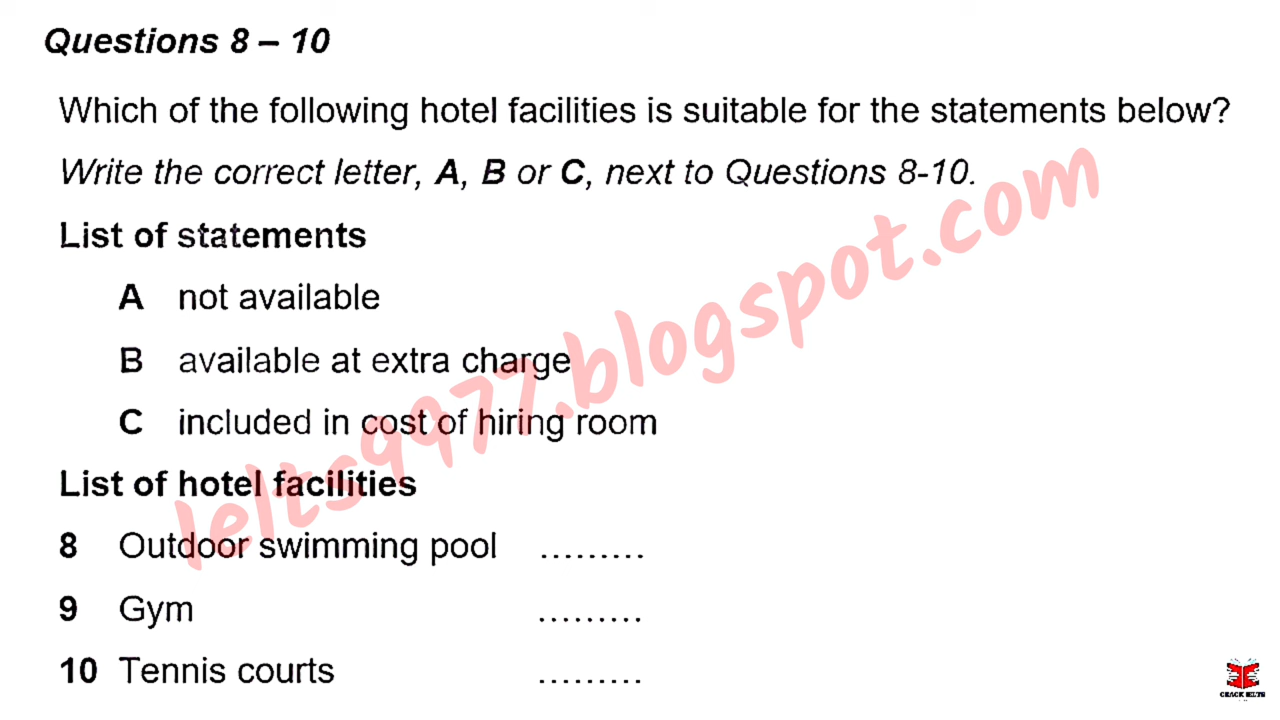 Questions 8 – 10
Which of the following hotel facilities is suitable for the statements below?
Write the correct letter, A, B or C, next to Questions 8-10.
List of statements
A not available
B available at extra charge
C included in cost of hiring room
List of hotel facilities
8 Outdoor swimming pool .........
9 Gym .........
10 Tennis courts .........
Ielts9977.blogspot.com
CRACK IELTS